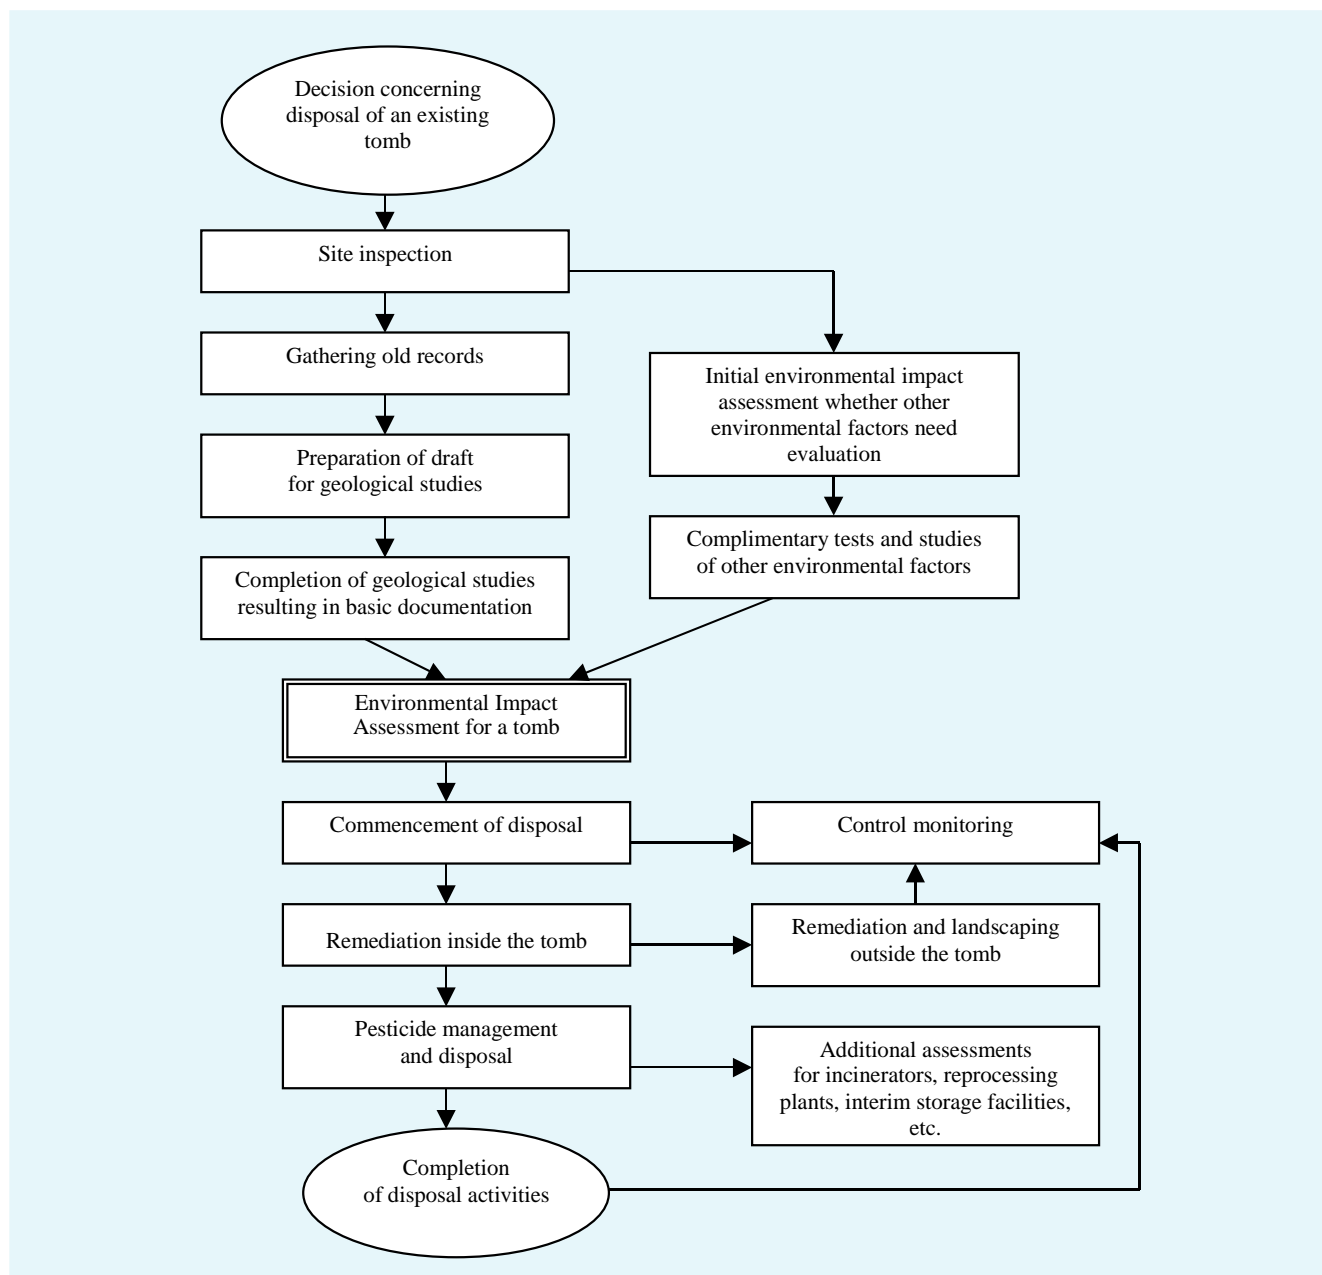 Decision concerning
disposal of an existing
tomb
Site inspection
Gathering old records
Initial environmental impact
assessment whether other
environmental factors need
evaluation
Preparation of draft
for geological studies
Complimentary tests and studies
of other environmental factors
Completion of geological studies
resulting in basic documentation
Environmental Impact
Assessment for a tomb
Commencement of disposal
Control monitoring
Remediation inside the tomb
Remediation and landscaping
outside the tomb
Pesticide management
and disposal
Additional assessments
for incinerators, reprocessing
plants, interim storage facilities,
etc.
Completion
of disposal activities